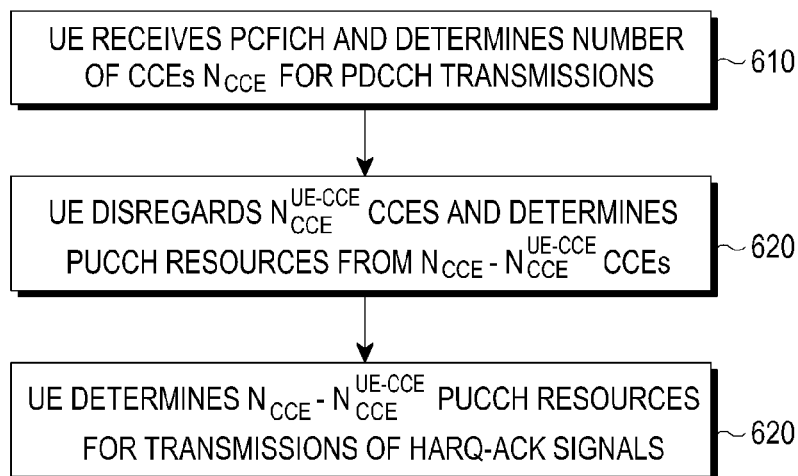 UE RECEIVES PCFICH AND DETERMINES NUMBER
OF CCEs N_CCE FOR PDCCH TRANSMISSIONS
610
UE DISREGARDS N_CCE^UE-CCE CCES AND DETERMINES
PUCCH RESOURCES FROM N_CCE - N_CCE^UE-CCE CCEs
620
UE DETERMINES N_CCE - N_CCE^UE-CCE PUCCH RESOURCES
FOR TRANSMISSIONS OF HARQ-ACK SIGNALS
620